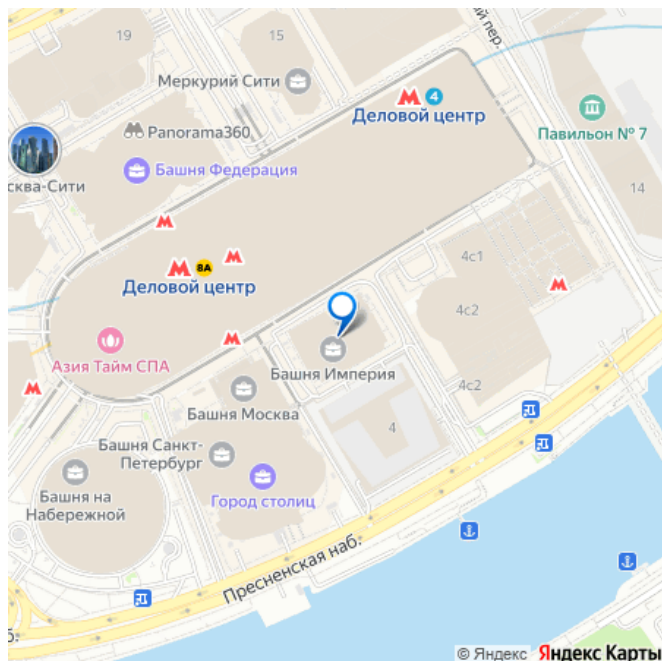 19
15
ый пер.
Меркурий Сити
4
Деловой центр
Panorama360
Павильон № 7
Башня Федерация
сква-Сити
14
8А
4с1
Деловой центр
4с2
Азия Тайм СПА
Башня Империя
4с2
Башня Москва
4
Башня Санкт-
Петербург
Башня на
Набережной
Город столиц
Пресненская наб.
б.
© Яндекс Яндекс Карты